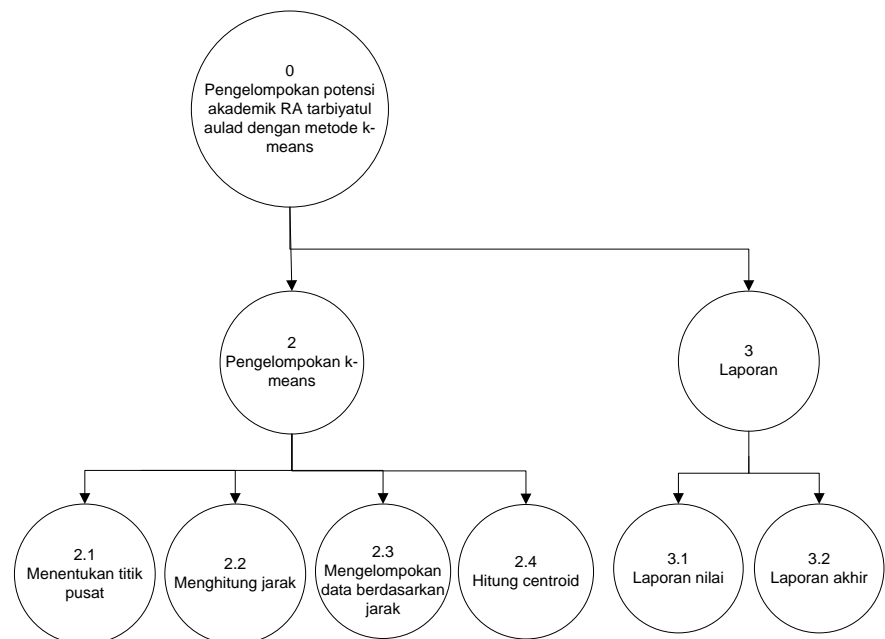 0
Pengelompokan potensi
akademik RA tarbiyatul
aulad dengan metode k-
means
2
Pengelompokan k-
means
3
Laporan
2.1
Menentukan titik
pusat
2.2
Menghitung jarak
2.3
Mengelompokan
data berdasarkan
jarak
2.4
Hitung centroid
3.1
Laporan nilai
3.2
Laporan akhir